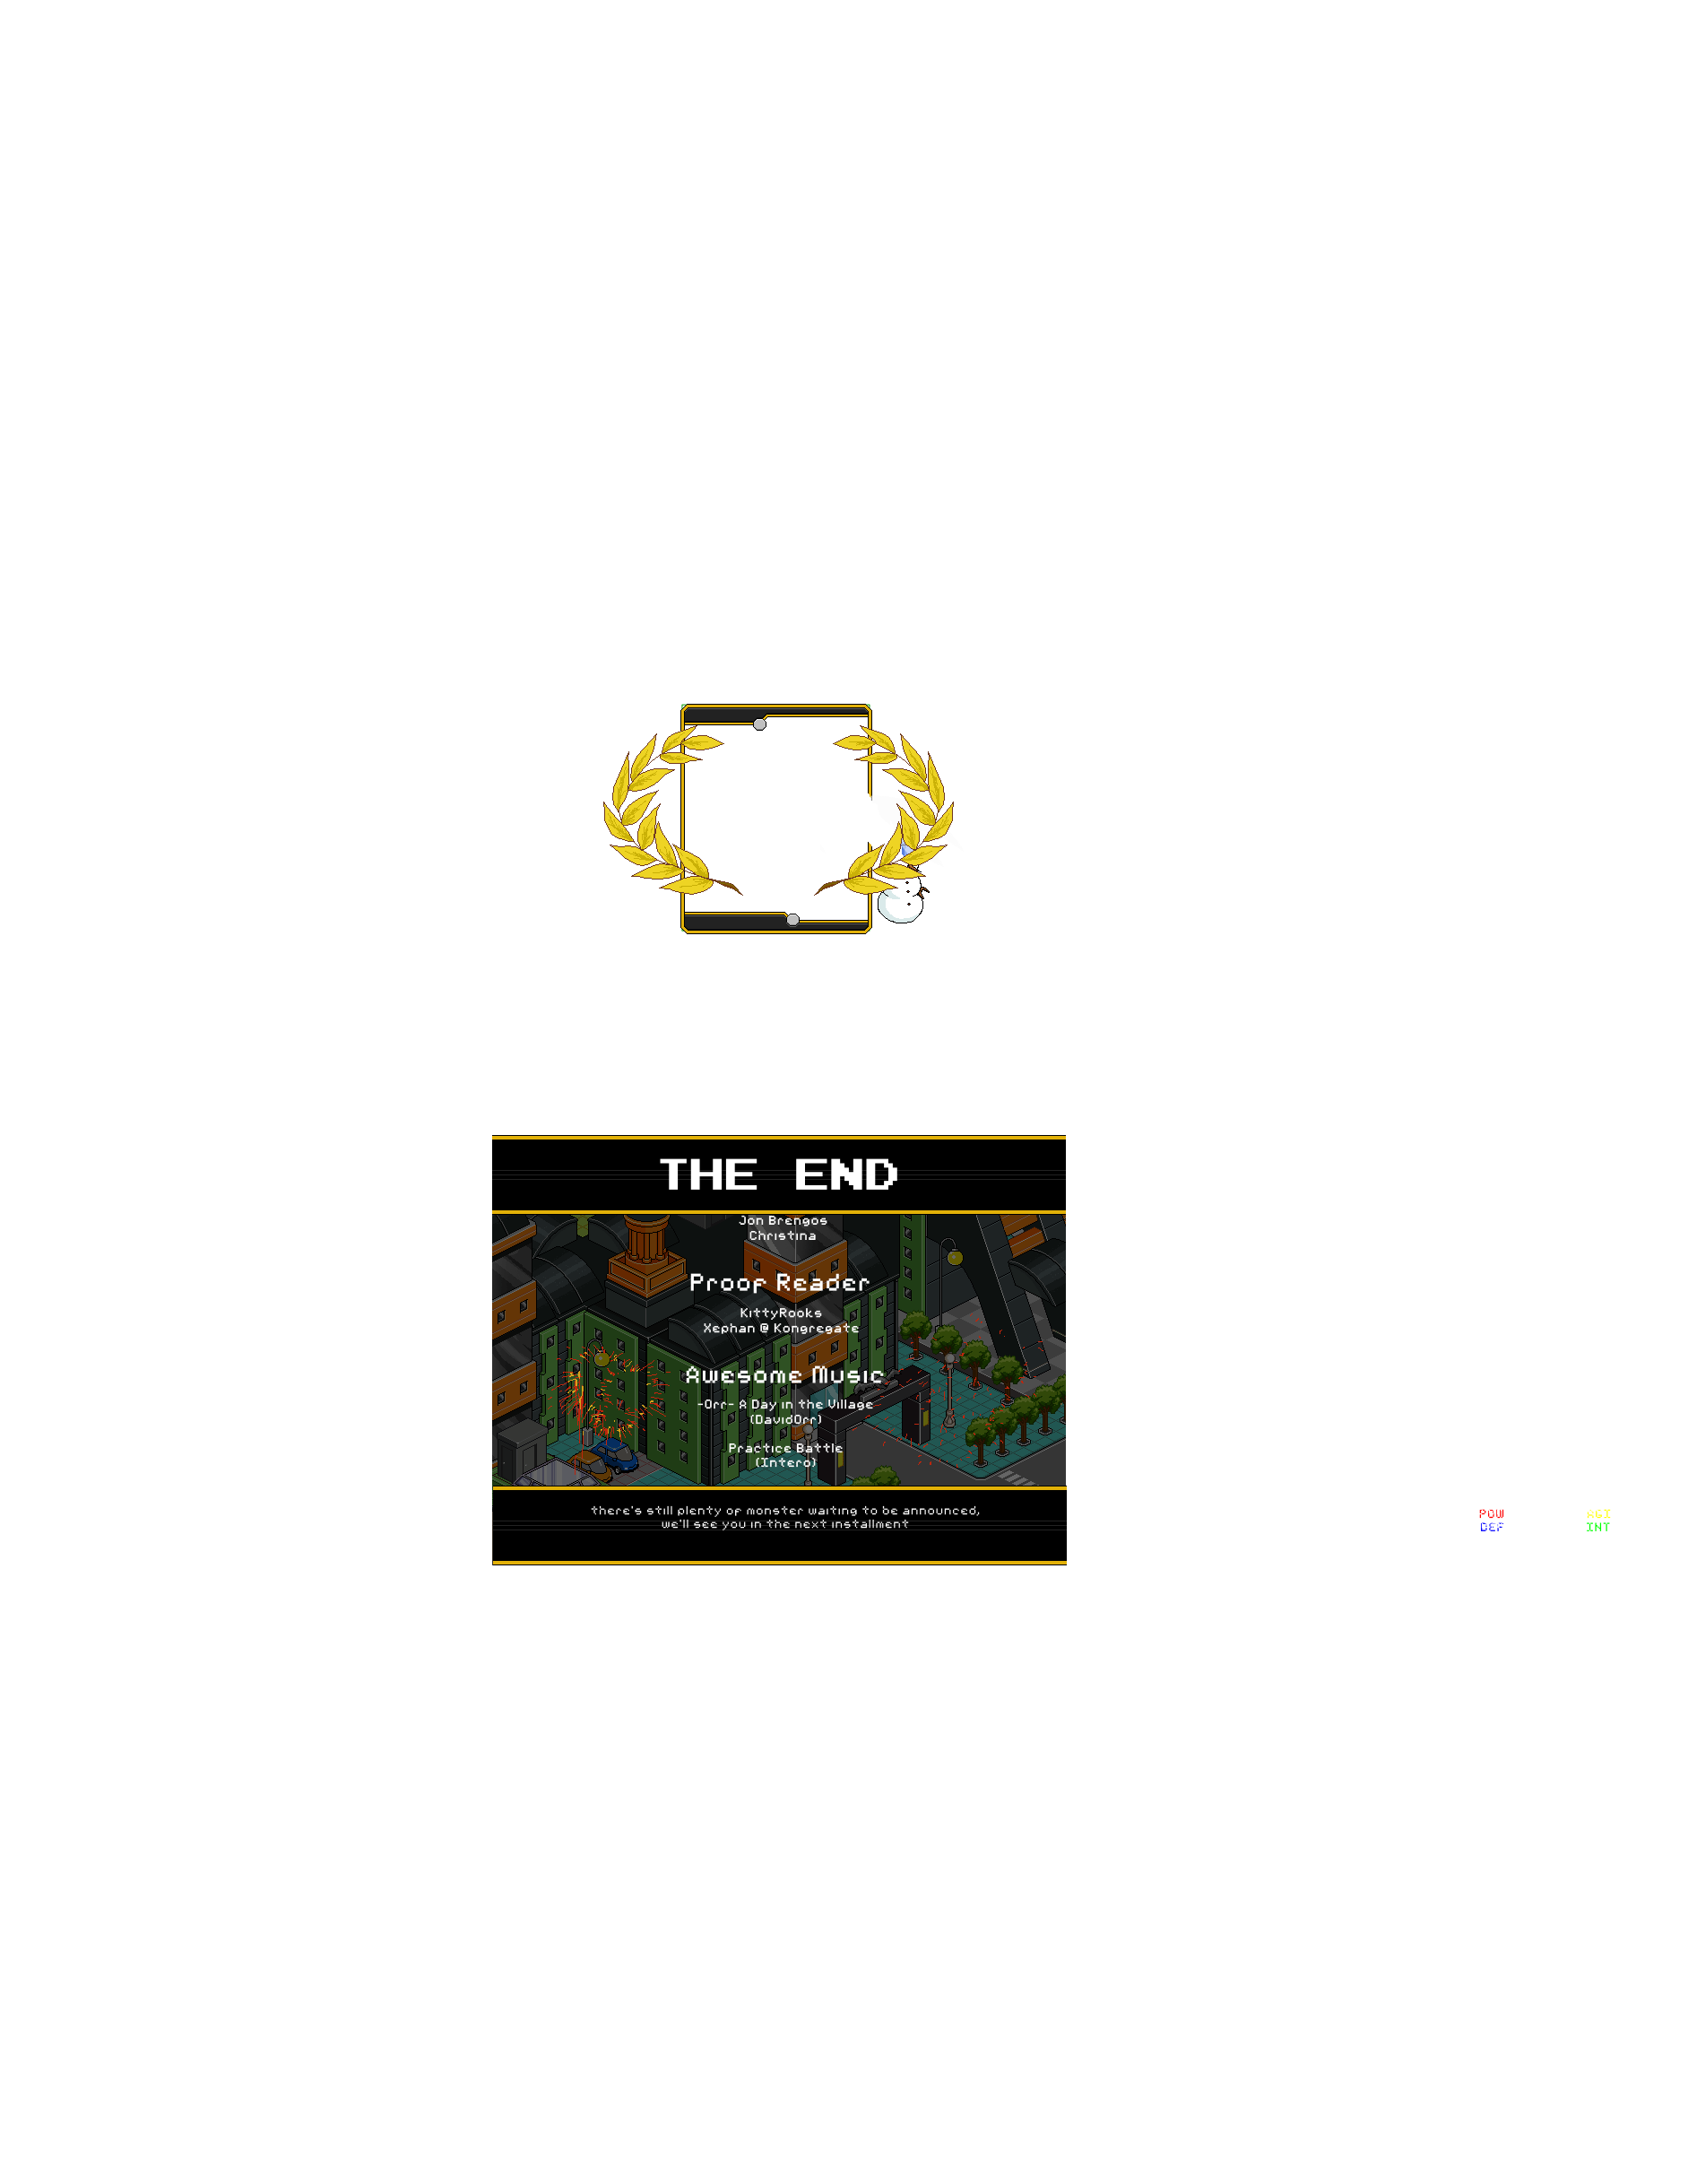 THE END
Jon Brengos
Christina
Proof Reader
KittyRooks
Xephan @ Kongregate
Awesome Music
-Orr- A Day in the Village
(DavidOrr)
Practice Battle
(Intero)
there's still plenty of monster waiting to be announced,
we'll see you in the next installment
POW AGI
DEF INT